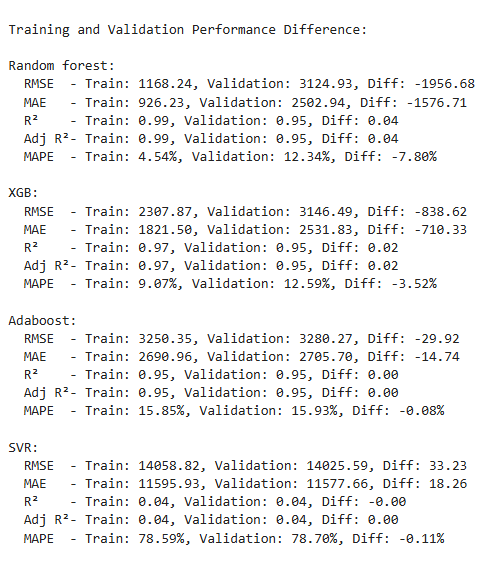 Training and Validation Performance Difference:
Random forest:
RMSE - Train: 1168.24, Validation: 3124.93, Diff: -1956.68
MAE - Train: 926.23, Validation: 2502.94, Diff: -1576.71
R² - Train: 0.99, Validation: 0.95, Diff: 0.04
Adj R²- Train: 0.99, Validation: 0.95, Diff: 0.04
MAPE - Train: 4.54%, Validation: 12.34%, Diff: -7.80%
XGB:
RMSE - Train: 2307.87, Validation: 3146.49, Diff: -838.62
MAE - Train: 1821.50, Validation: 2531.83, Diff: -710.33
R² - Train: 0.97, Validation: 0.95, Diff: 0.02
Adj R²- Train: 0.97, Validation: 0.95, Diff: 0.02
MAPE - Train: 9.07%, Validation: 12.59%, Diff: -3.52%
Adaboost:
RMSE - Train: 3250.35, Validation: 3280.27, Diff: -29.92
MAE - Train: 2690.96, Validation: 2705.70, Diff: -14.74
R² - Train: 0.95, Validation: 0.95, Diff: 0.00
Adj R²- Train: 0.95, Validation: 0.95, Diff: 0.00
MAPE - Train: 15.85%, Validation: 15.93%, Diff: -0.08%
SVR:
RMSE - Train: 14058.82, Validation: 14025.59, Diff: 33.23
MAE - Train: 11595.93, Validation: 11577.66, Diff: 18.26
R² - Train: 0.04, Validation: 0.04, Diff: -0.00
Adj R²- Train: 0.04, Validation: 0.04, Diff: 0.00
MAPE - Train: 78.59%, Validation: 78.70%, Diff: -0.11%